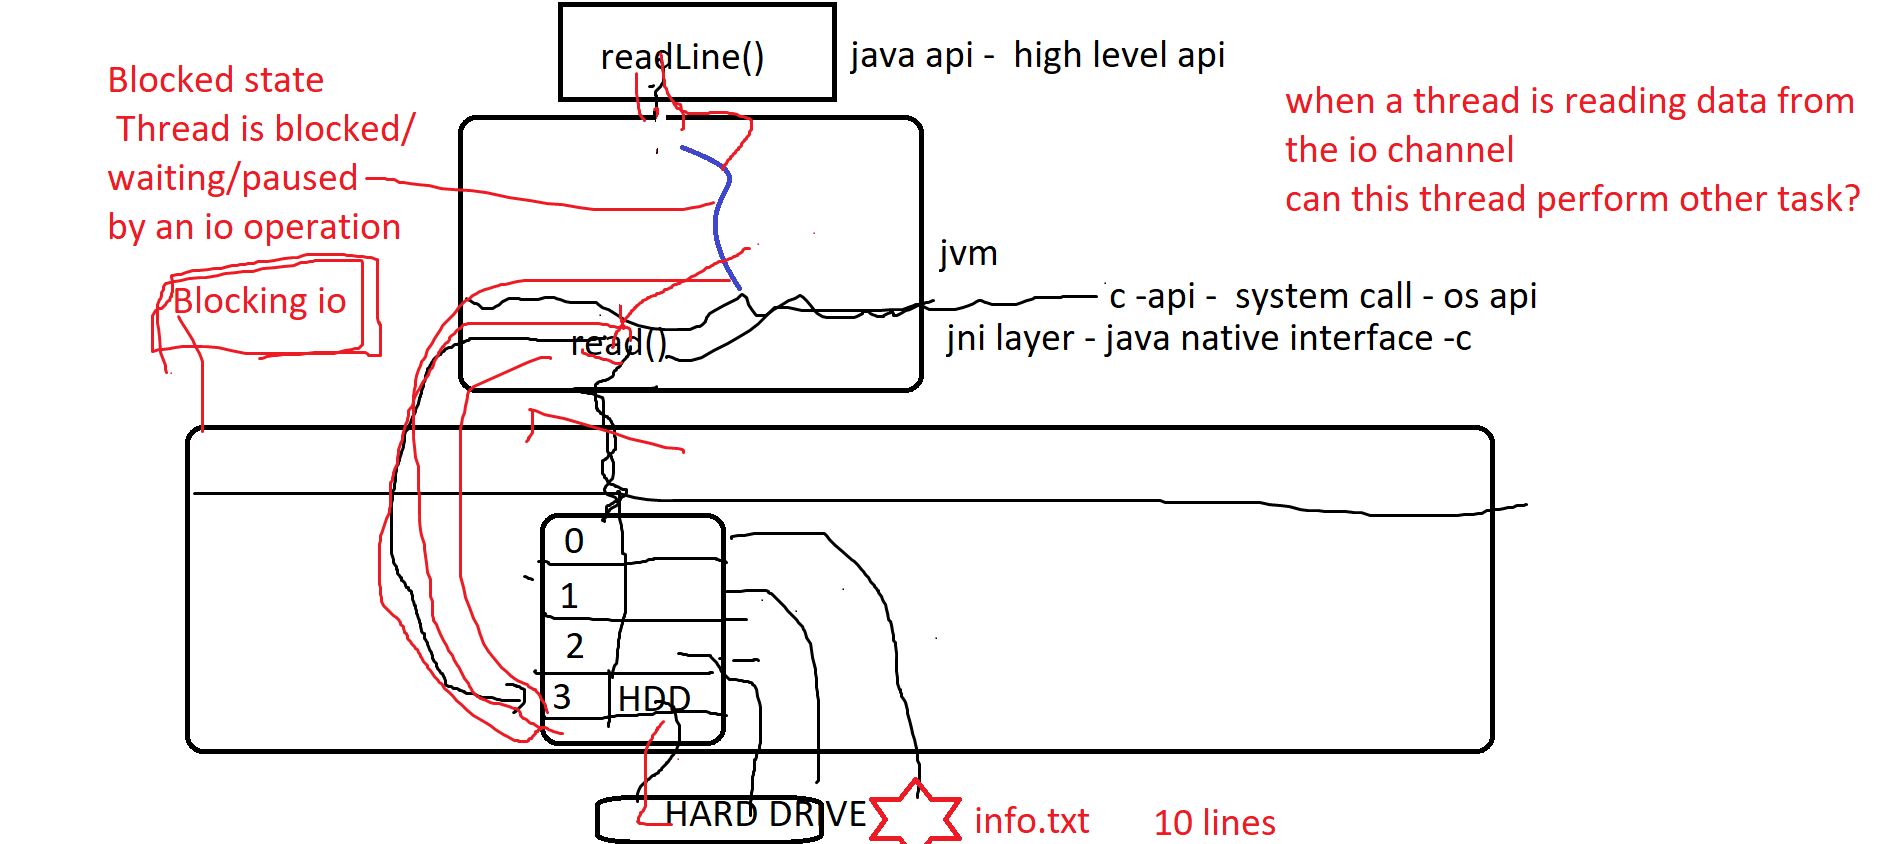 readLine()
java api - high level api
Blocked state
Thread is blocked/
waiting/paused
by an io operation
Blocking io
when a thread is reading data from
the io channel
can this thread perform other task?
jvm
c -api - system call - os api
jni layer - java native interface -c
read()
0
1
2
3 HDD
HARD DRIVE
info.txt 10 lines